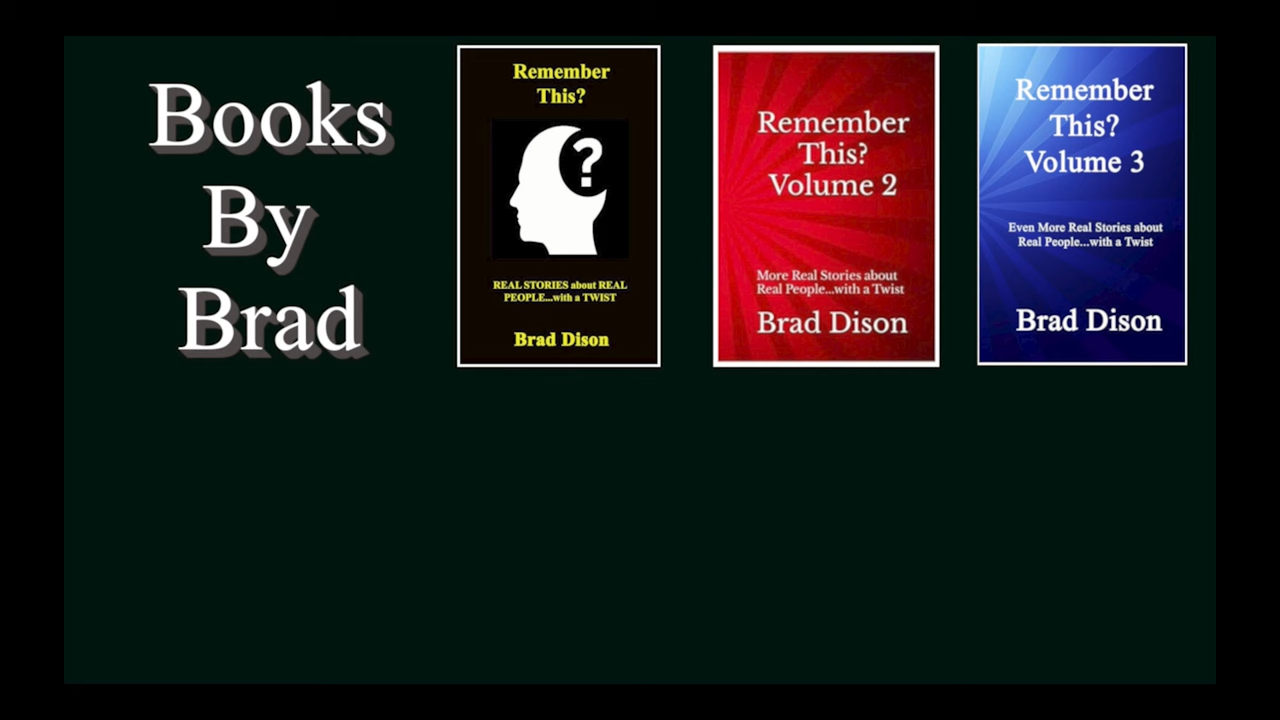 Books
By
Brad
Remember
This?
?
REAL STORIES about REAL
PEOPLE...with a TWIST
Brad Dison
Remember
This?
Volume 2
More Real Stories about
Real People...with a Twist
Brad Dison
Remember
This?
Volume 3
Even More Real Stories about
Real People...with a Twist
Brad Dison